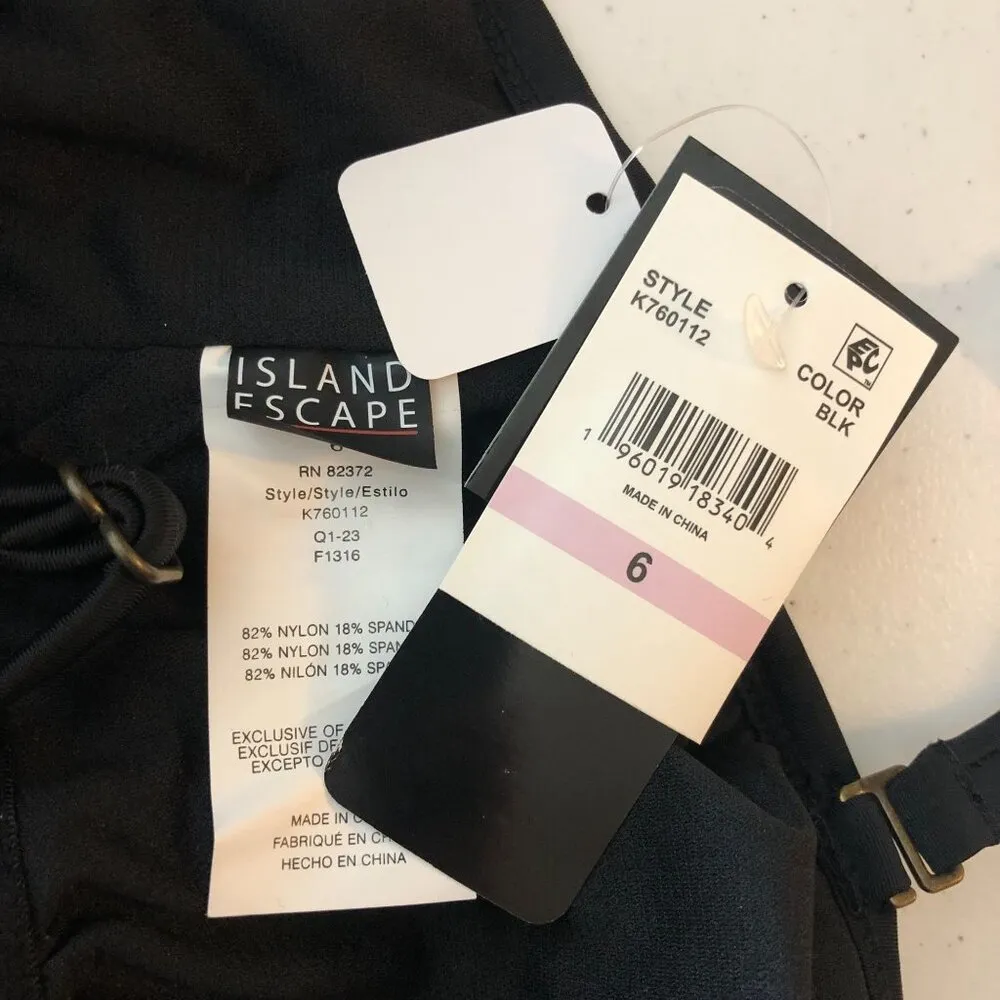 ISLAND
ESCAPE
6
RN 82372
Style/Style/Estilo
K760112
Q1-23
F1316
82% NYLON 18% SPAND
82% NYLON 18% SPAN
82% NILÓN 18% SP
EXCLUSIVE OF
EXCLUSIF DE
EXCEPTO
MADE IN C
FABRIQUÉ EN CH
HECHO EN CHINA
STYLE
K760112
EPC
COLOR
BLK
1 96019 18340 4
MADE IN CHINA
6